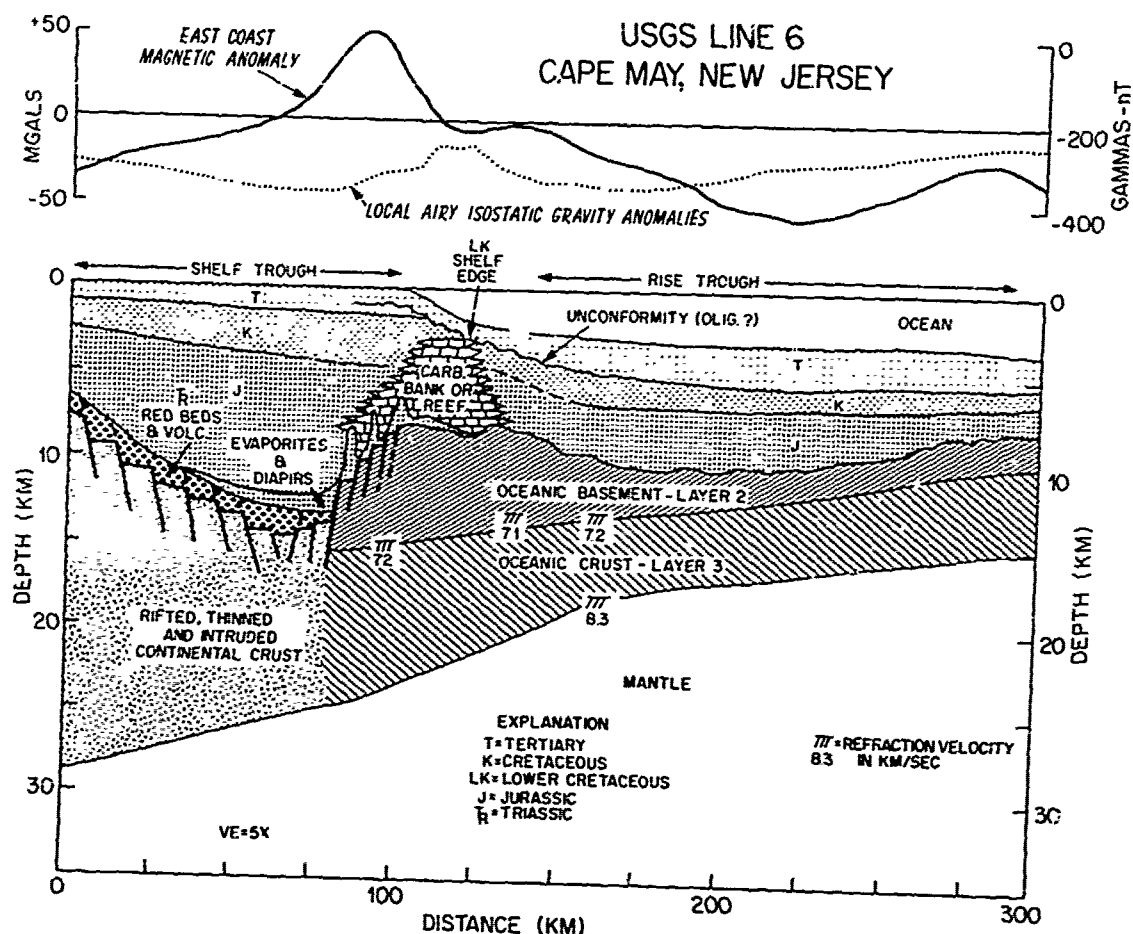 USGS LINE 6
CAPE MAY, NEW JERSEY
+50
0
-50
MGALS
EAST COAST
MAGNETIC ANOMALY
LOCAL AIRY ISOSTATIC GRAVITY ANOMALIES
0
-200
-400
GAMMAS-nT
SHELF TROUGH
LK
SHELF
EDGE
RISE TROUGH
UNCONFORMITY (OLIG. ?)
OCEAN
T
K
J
T
K
J
CARB.
BANK OR
REEF
TR
RED BEDS
& VOLC.
EVAPORITES
&
DIAPIRS
OCEANIC BASEMENT-LAYER 2
7.2
7.1
7.2
OCEANIC CRUST-LAYER 3
8.3
RIFTED, THINNED
AND INTRUDED
CONTINENTAL CRUST
MANTLE
EXPLANATION
T=TERTIARY
K=CRETACEOUS
LK=LOWER CRETACEOUS
J=JURASSIC
TR=TRIASSIC
=REFRACTION VELOCITY
8.3 IN KM/SEC
VE=5X
0
10
20
30
DEPTH (KM)
0
10
20
30
DEPTH (KM)
0
100
200
300
DISTANCE (KM)